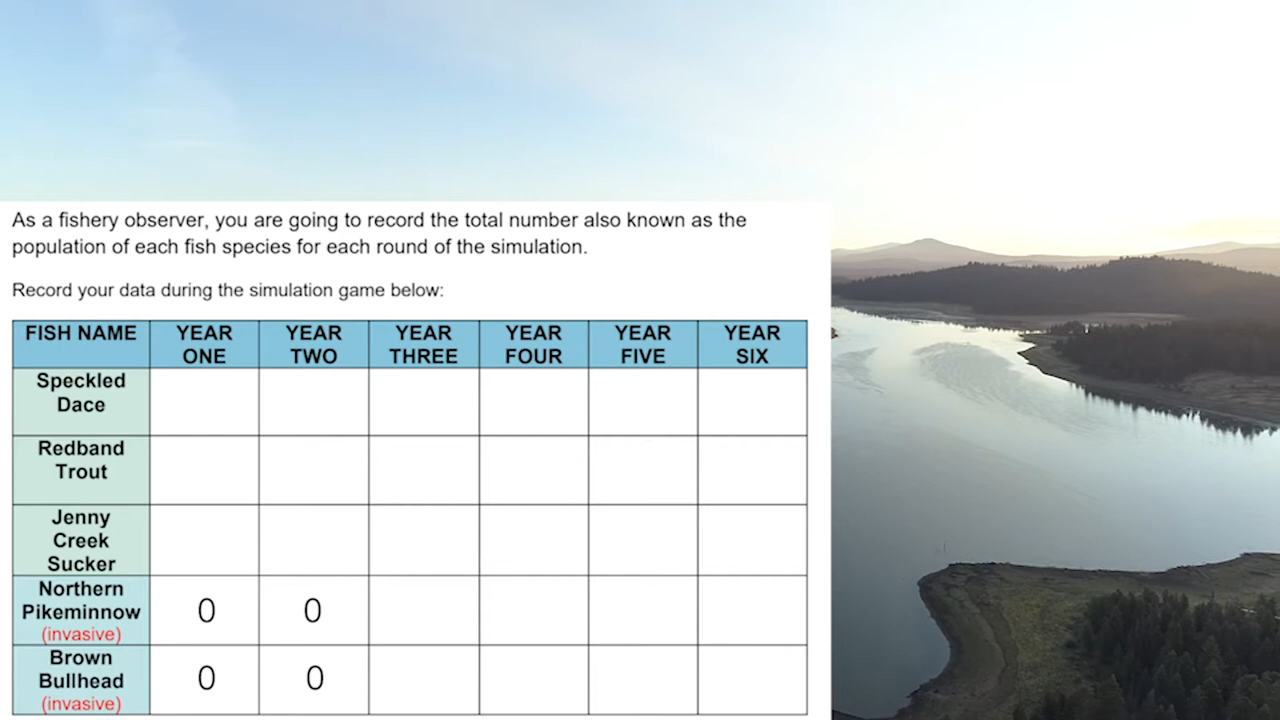 As a fishery observer, you are going to record the total number also known as the
population of each fish species for each round of the simulation.
Record your data during the simulation game below:
FISH NAME YEAR ONE YEAR TWO YEAR THREE YEAR FOUR YEAR FIVE YEAR SIX
Speckled
Dace
Redband
Trout
Jenny
Creek
Sucker
Northern
Pikeminnow 0 0
(invasive)
Brown
Bullhead 0 0
(invasive)